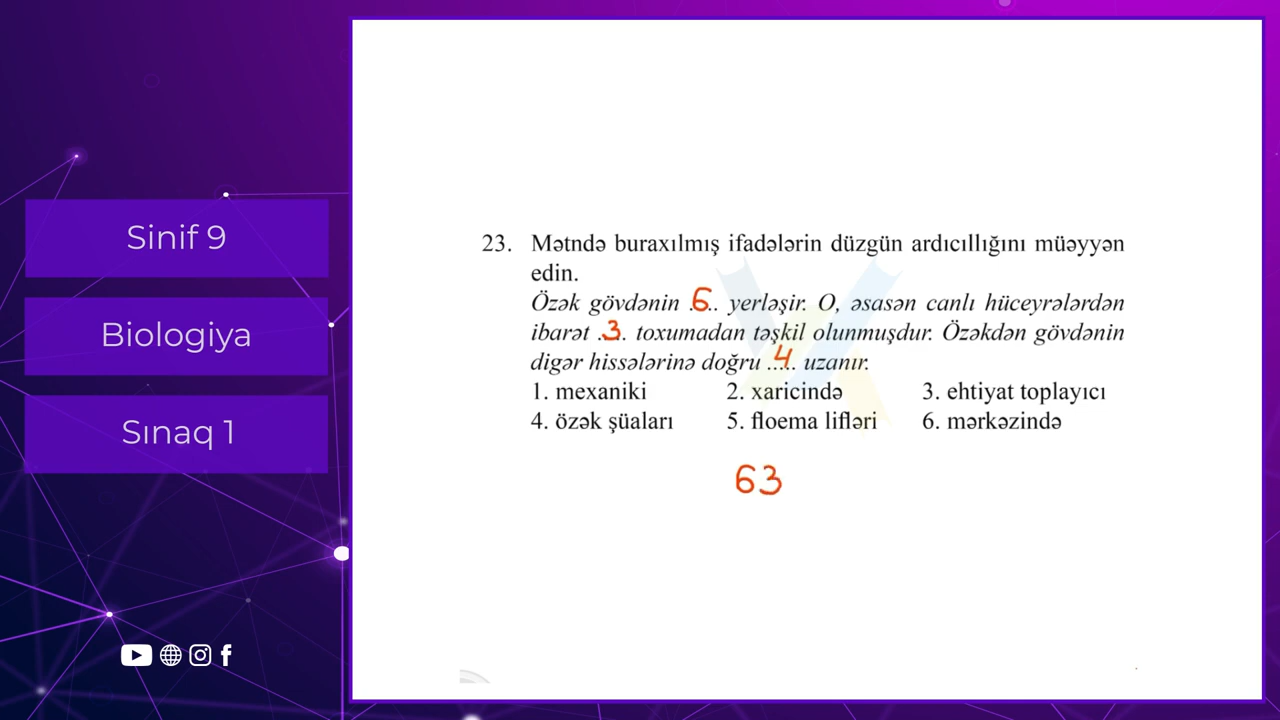 Sinif 9
Biologiya
Sınaq 1
23. Mətndə buraxılmış ifadələrin düzgün ardıcıllığını müəyyən
edin.
Özək gövdənin .6.. yerləşir. O, əsasən canlı hüceyrələrdən
ibarət .3. toxumadan təşkil olunmuşdur. Özəkdən gövdənin
digər hissələrinə doğru ..4.. uzanır.
1. mexaniki 2. xaricində 3. ehtiyat toplayıcı
4. özək şüaları 5. floema lifləri 6. mərkəzində
63